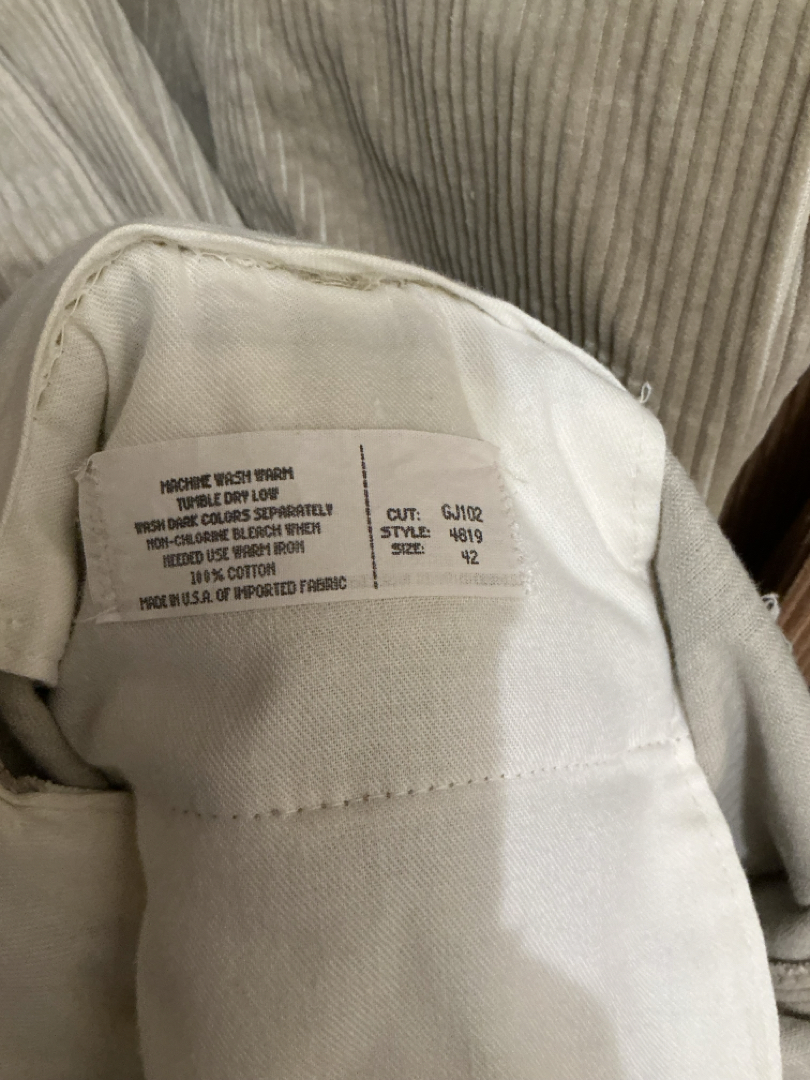 MACHINE WASH WARM
TUMBLE DRY LOW
WASH DARK COLORS SEPARATELY
NON-CHLORINE BLEACH WHEN
NEEDED USE WARM IRON
100% COTTON
MADE IN U.S.A. OF IMPORTED FABRIC
CUT: GJ102
STYLE: 4819
SIZE: 42